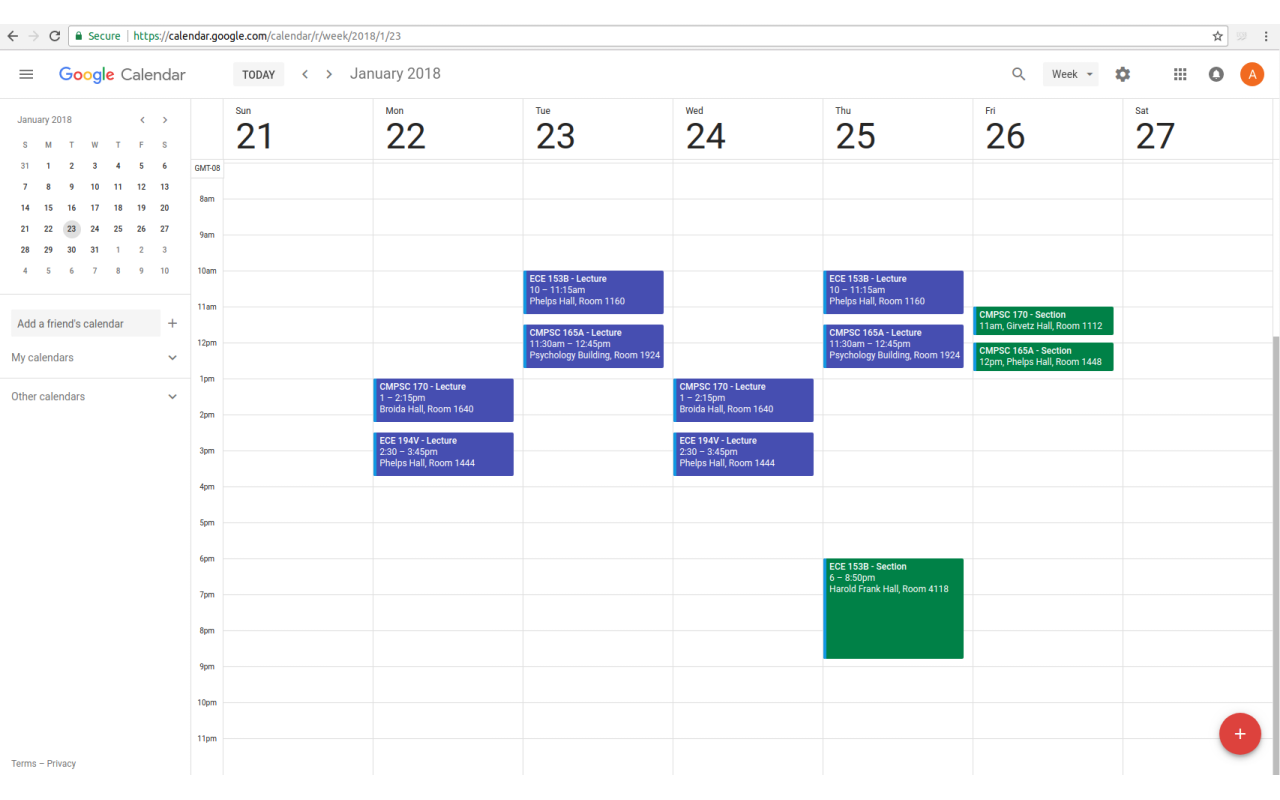 Secure | https://calendar.google.com/calendar/r/week/2018/1/23
Google Calendar
TODAY
January 2018
Week
A
January 2018
S M T W T F S
31 1 2 3 4 5 6
7 8 9 10 11 12 13
14 15 16 17 18 19 20
21 22 23 24 25 26 27
28 29 30 31 1 2 3
4 5 6 7 8 9 10
Add a friend's calendar +
My calendars
Other calendars
Terms – Privacy
Sun Mon Tue Wed Thu Fri Sat
21 22 23 24 25 26 27
GMT-08
8am
9am
10am
11am
12pm
1pm
2pm
3pm
4pm
5pm
6pm
7pm
8pm
9pm
10pm
11pm
CMPSC 170 - Lecture
1 – 2:15pm
Broida Hall, Room 1640
ECE 194V - Lecture
2:30 – 3:45pm
Phelps Hall, Room 1444
ECE 153B - Lecture
10 – 11:15am
Phelps Hall, Room 1160
CMPSC 165A - Lecture
11:30am – 12:45pm
Psychology Building, Room 1924
CMPSC 170 - Lecture
1 – 2:15pm
Broida Hall, Room 1640
ECE 194V - Lecture
2:30 – 3:45pm
Phelps Hall, Room 1444
ECE 153B - Lecture
10 – 11:15am
Phelps Hall, Room 1160
CMPSC 165A - Lecture
11:30am – 12:45pm
Psychology Building, Room 1924
ECE 153B - Section
6 – 8:50pm
Harold Frank Hall, Room 4118
CMPSC 170 - Section
11am, Girvetz Hall, Room 1112
CMPSC 165A - Section
12pm, Phelps Hall, Room 1448
+